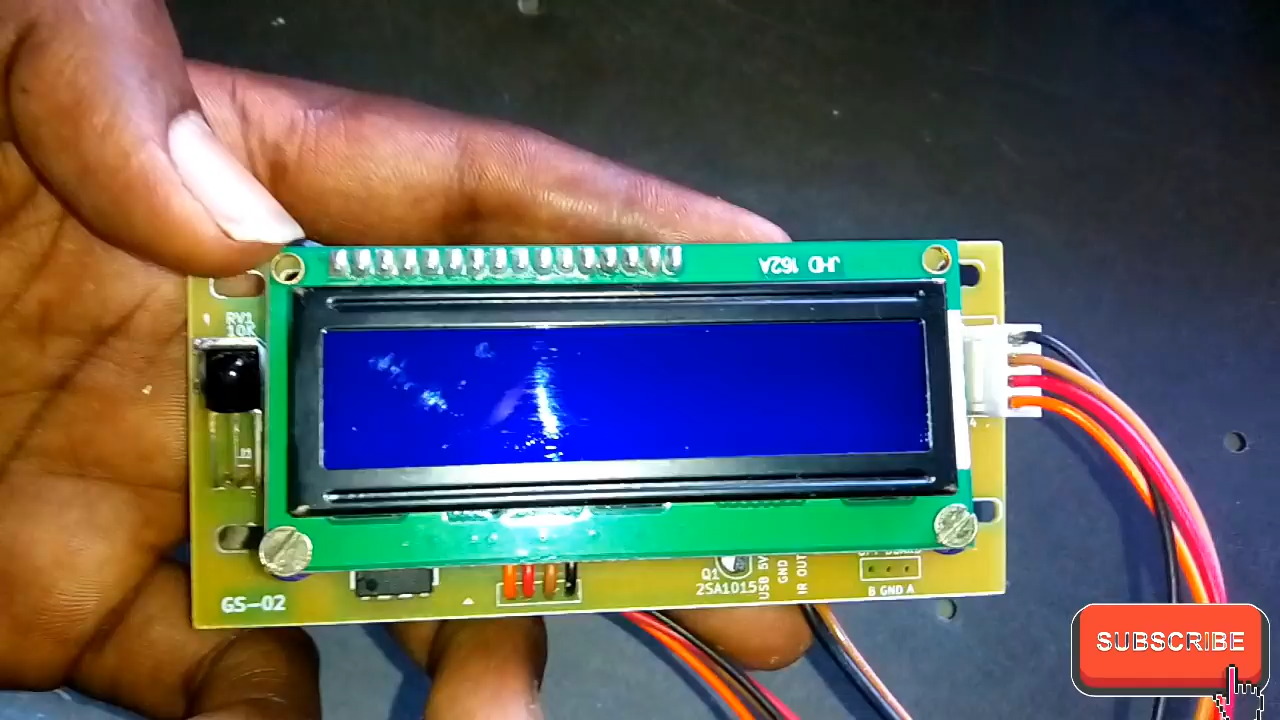 JHD 162A
RV1
10K
GS-02
Q1
2SA1015
USB 5V
GND
IR OUT
B GND A
SUBSCRIBE